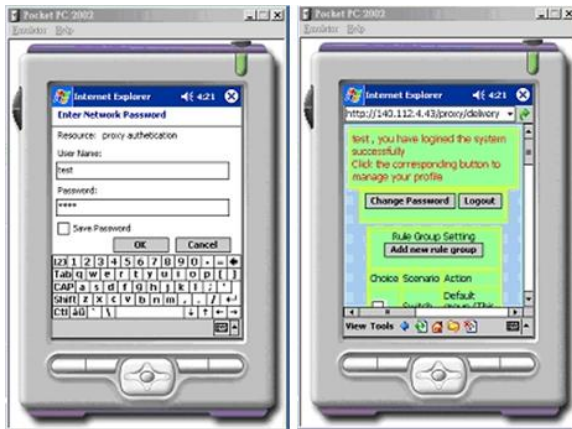 Pocket PC 2002
Emulator Help
Internet Explorer 4:21
Enter Network Password
Resource: proxy authetication
User Name:
test
Password:
****
Save Password
OK Cancel
123 1 2 3 4 5 6 7 8 9 0 - =
Tab q w e r t y u i o p [ ]
CAP a s d f g h j k l ; '
Shift z x c v b n m , . /
Ctl áü ` \
Pocket PC 2002
Emulator Help
Internet Explorer 4:21
http://140.112.4.43/proxy/delivery
test , you have logined the system
successfully
Click the corresponding button to
manage your profile
Change Password Logout
Rule Group Setting
Add new rule group
Choice Scenario Action
Default
Switch group (This
View Tools